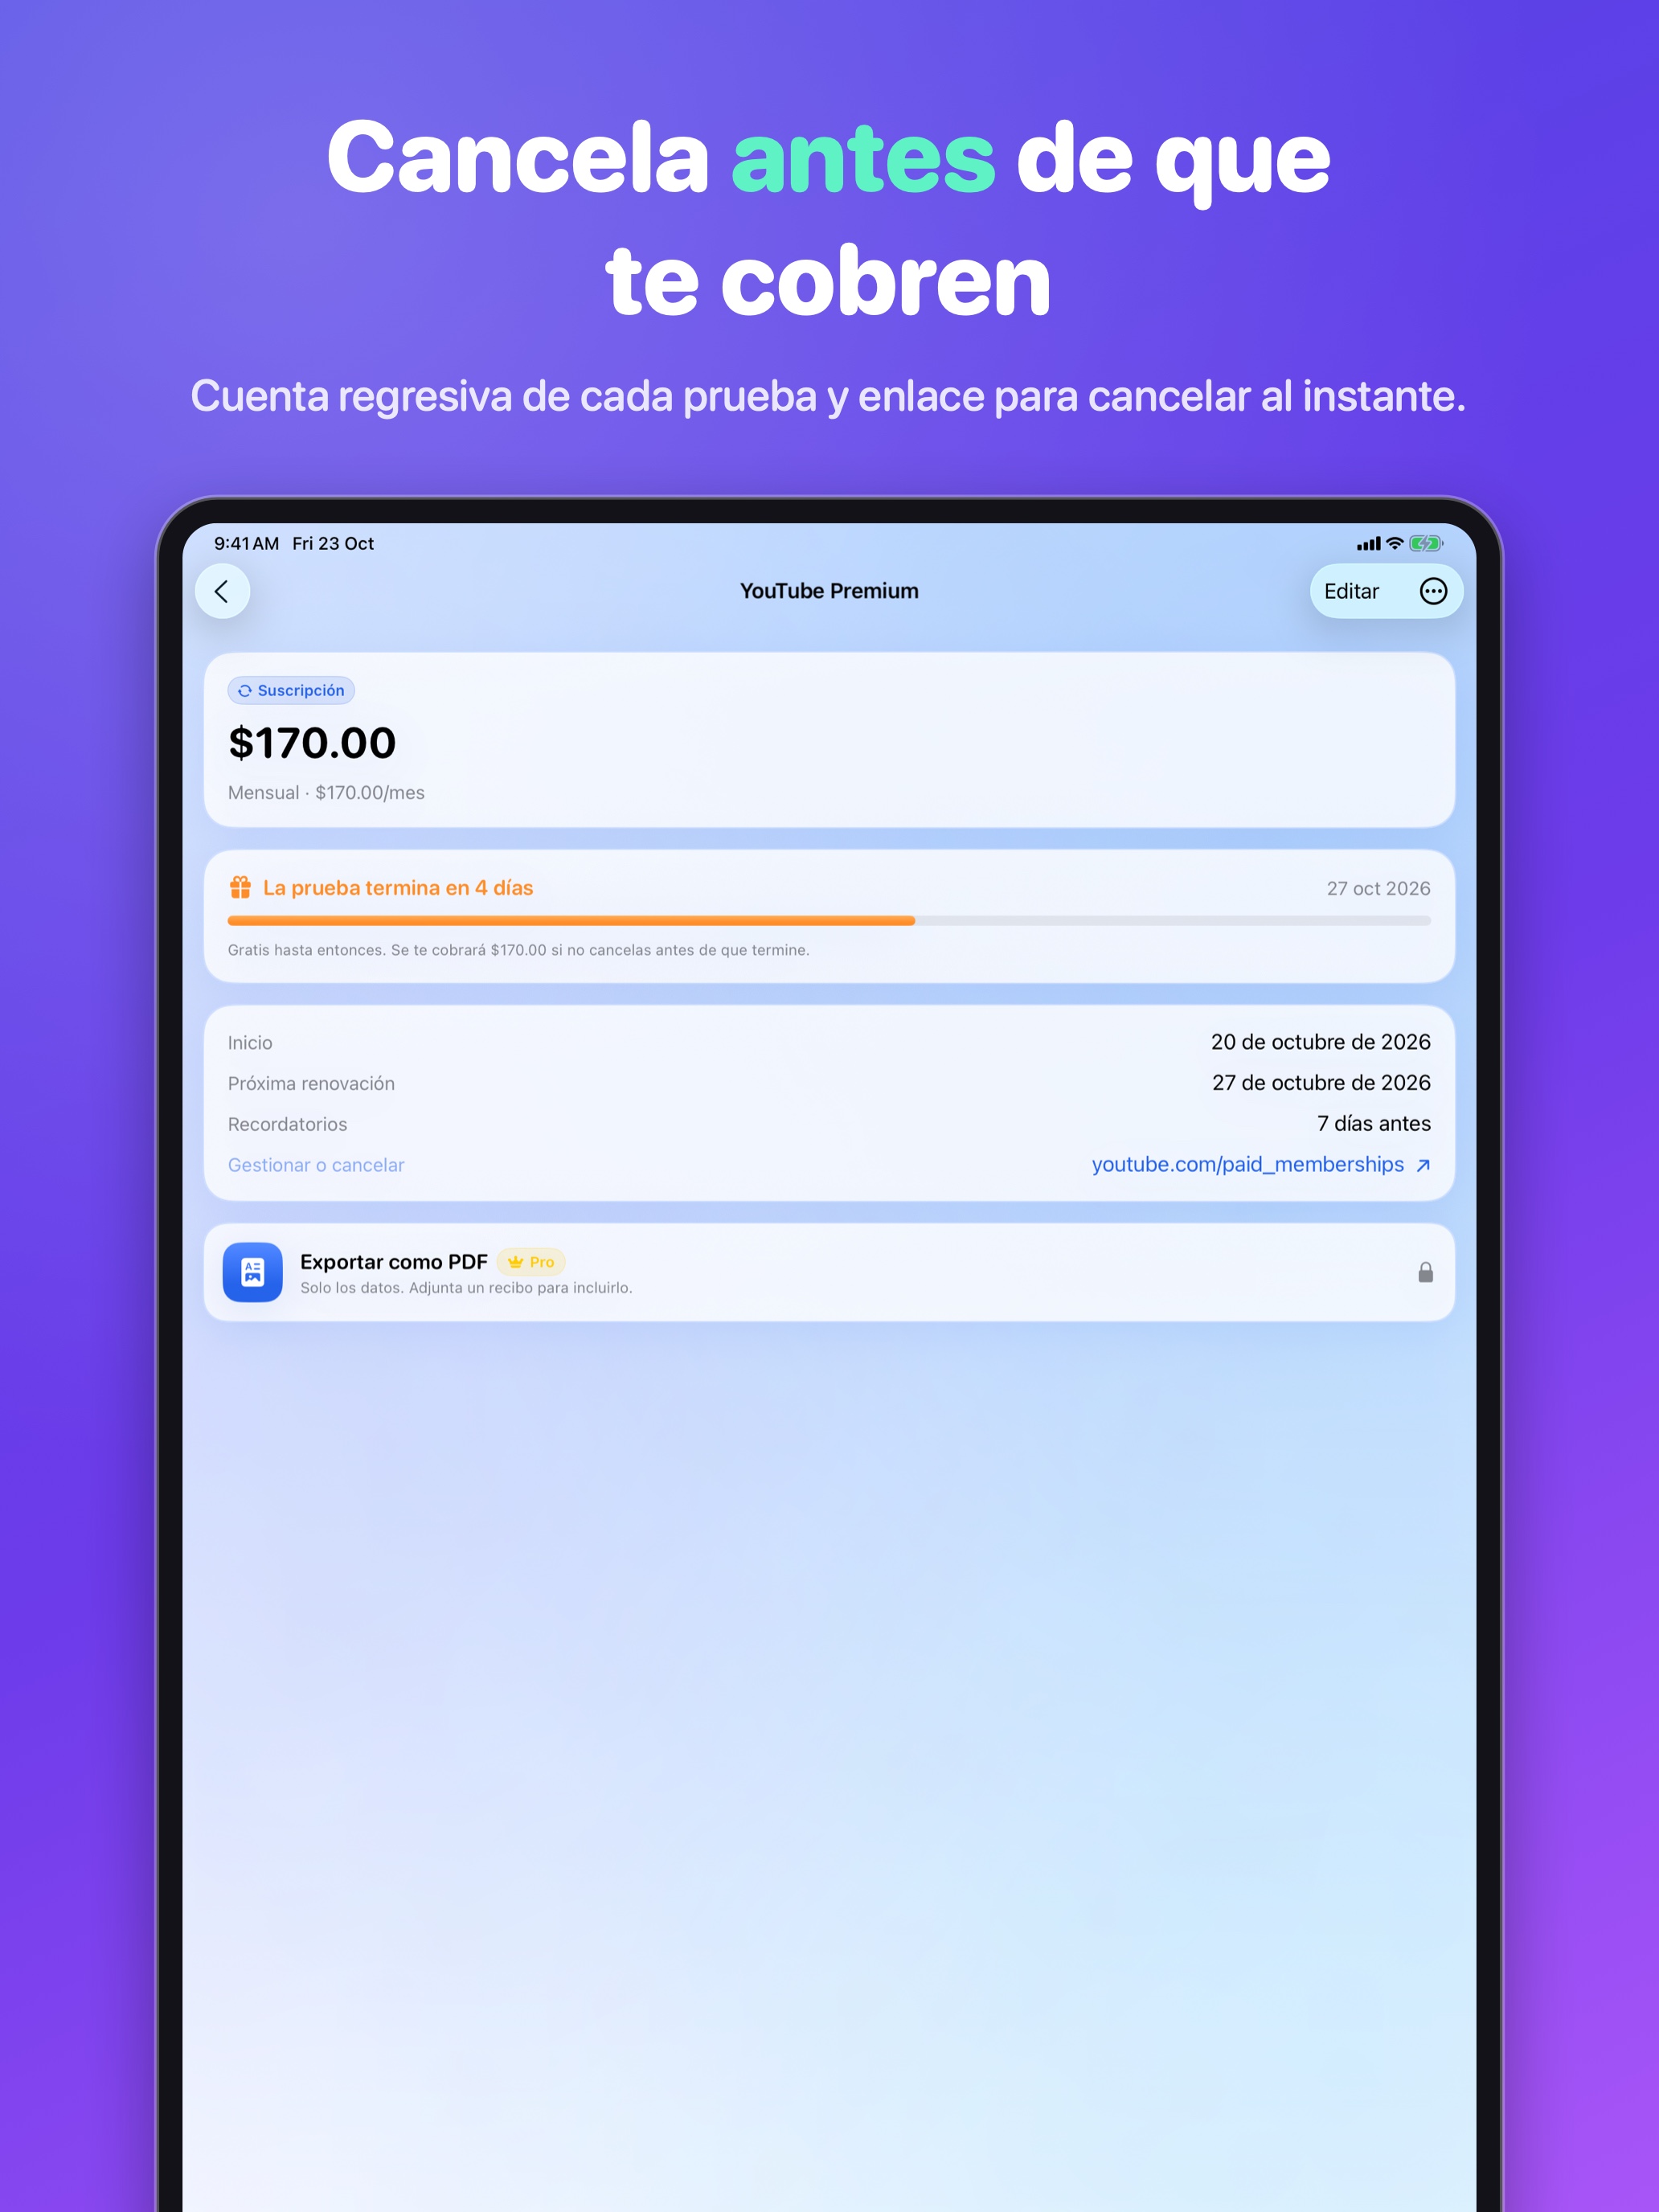 Cancela antes de que
te cobren
Cuenta regresiva de cada prueba y enlace para cancelar al instante.
9:41 AM Fri 23 Oct
YouTube Premium
Editar
Suscripción
$170.00
Mensual · $170.00/mes
La prueba termina en 4 días
27 oct 2026
Gratis hasta entonces. Se te cobrará $170.00 si no cancelas antes de que termine.
Inicio
20 de octubre de 2026
Próxima renovación
27 de octubre de 2026
Recordatorios
7 días antes
Gestionar o cancelar
youtube.com/paid_memberships
Exportar como PDF
Pro
Solo los datos. Adjunta un recibo para incluirlo.